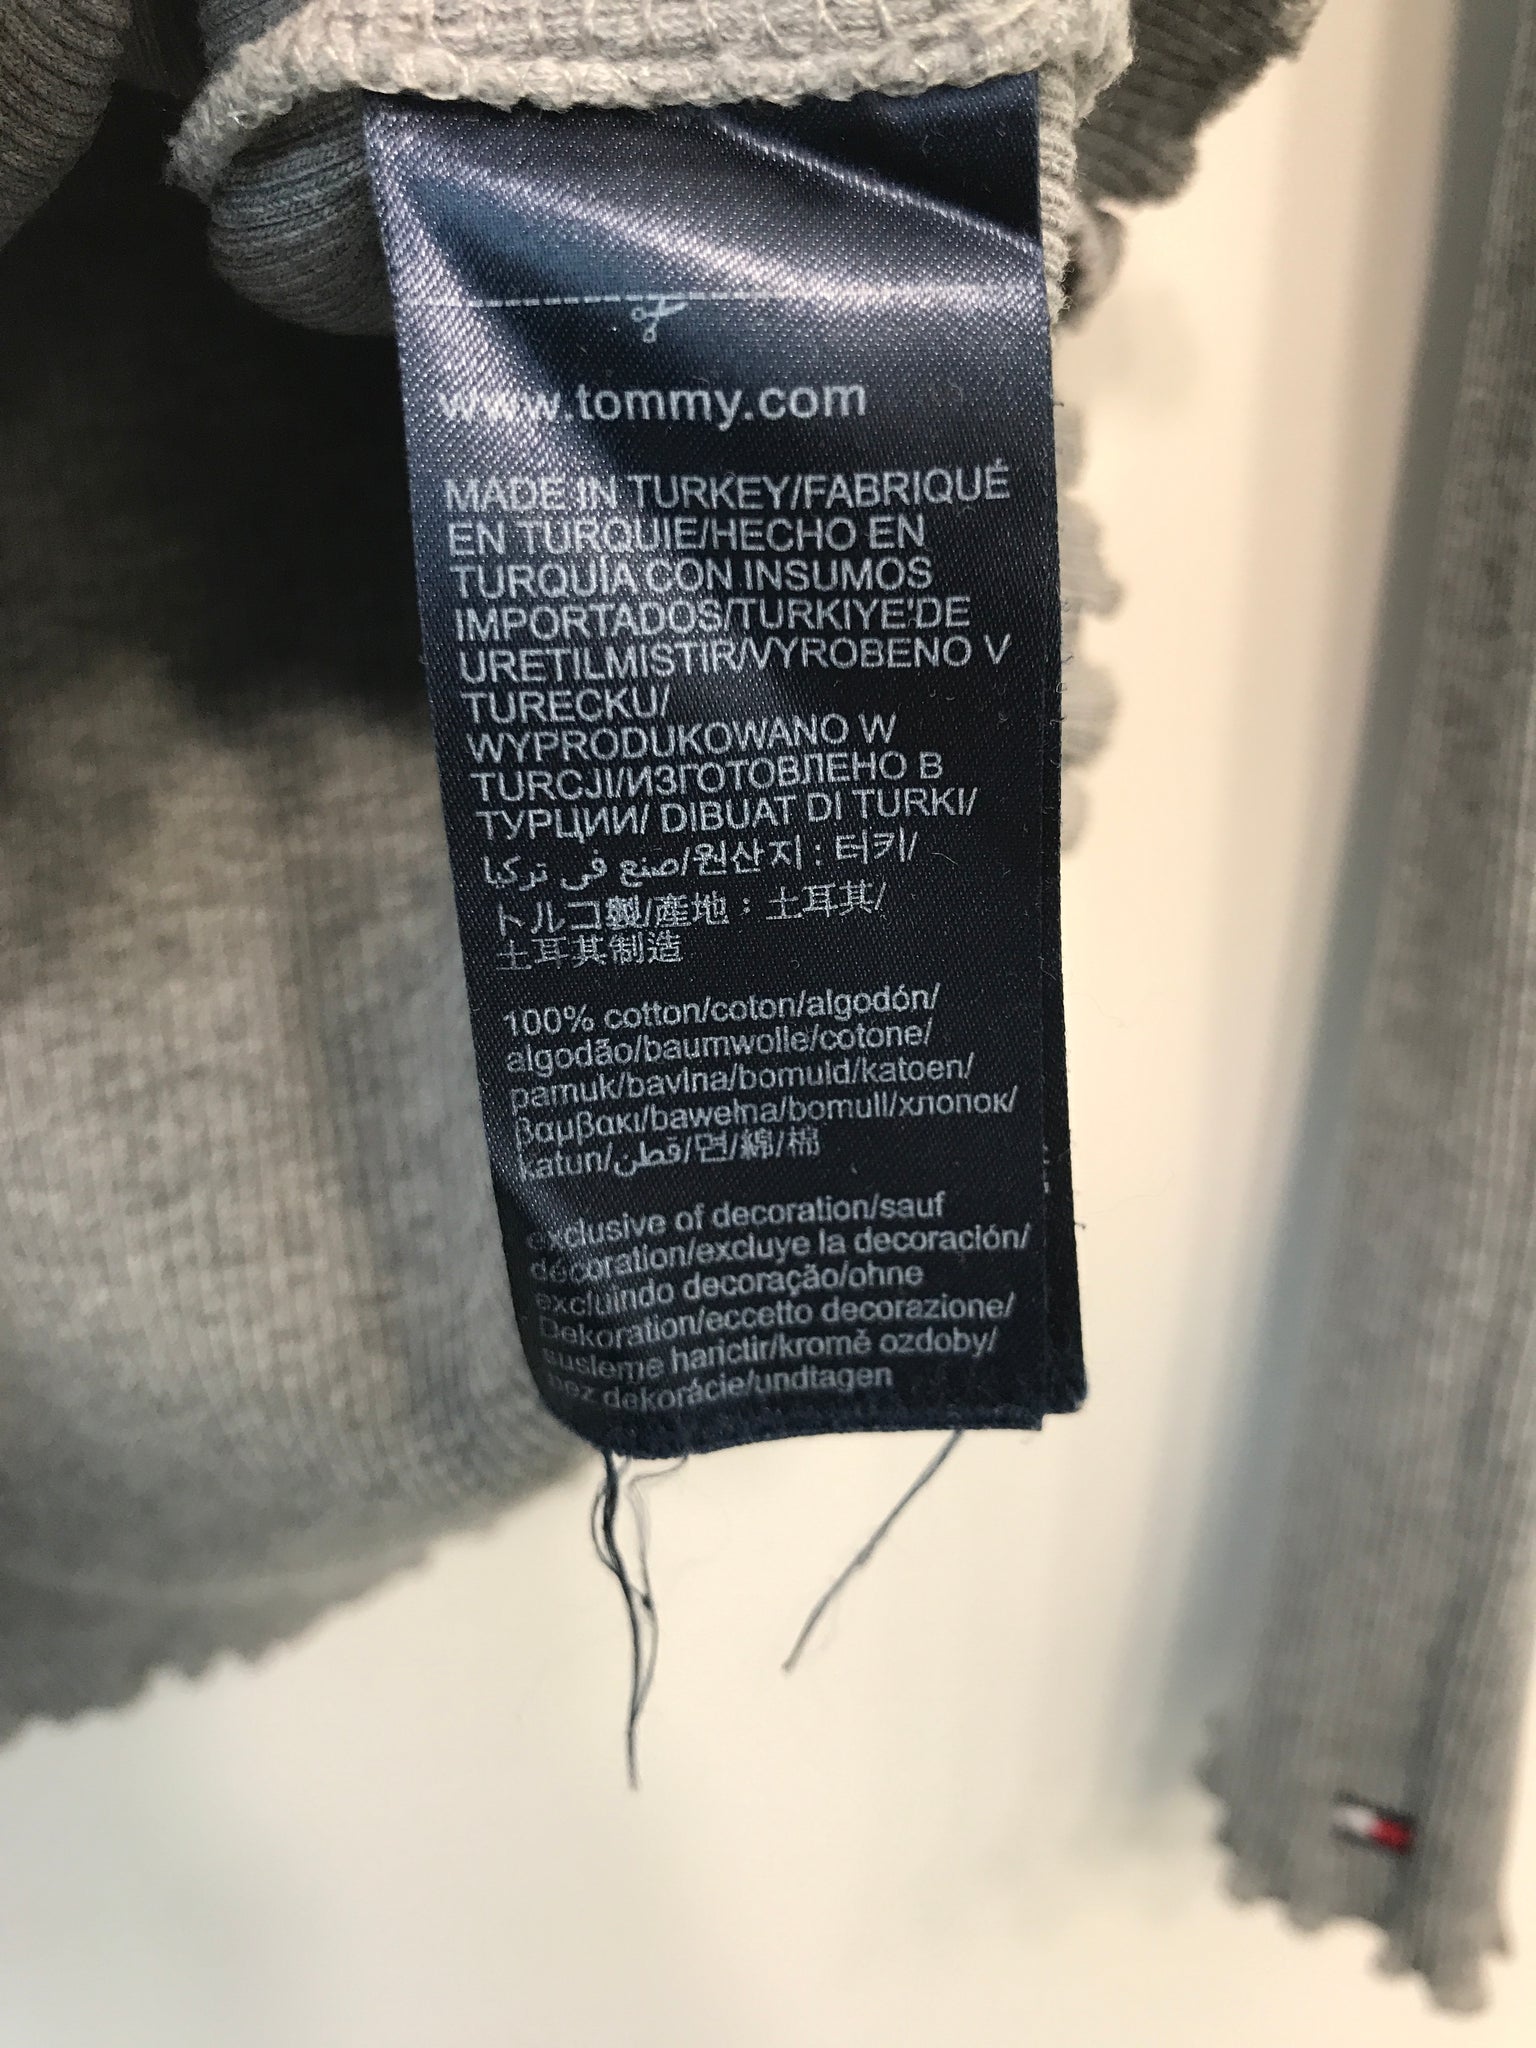 www.tommy.com
MADE IN TURKEY/FABRIQUÉ
EN TURQUIE/HECHO EN
TURQUÍA CON INSUMOS
IMPORTADOS/TURKIYE'DE
URETILMISTIR/VYROBENO V
TURECKU/
WYPRODUKOWANO W
TURCJI/ИЗГОТОВЛЕНО В
ТУРЦИИ/ DIBUAT DI TURKI/
صنع في تركيا/원산지 : 터키/
トルコ製/產地 : 土耳其/
土耳其制造
100% cotton/coton/algodón/
algodão/baumwolle/cotone/
pamuk/bavlna/bomuld/katoen/
βαμβακι/bawełna/bomull/хлопок/
katun/قطن/면/綿/棉
exclusive of decoration/sauf
décoration/excluye la decoración/
excluindo decoração/ohne
Dekoration/eccetto decorazione/
susleme harictir/kromě ozdoby/
bez dekorácie/undtagen